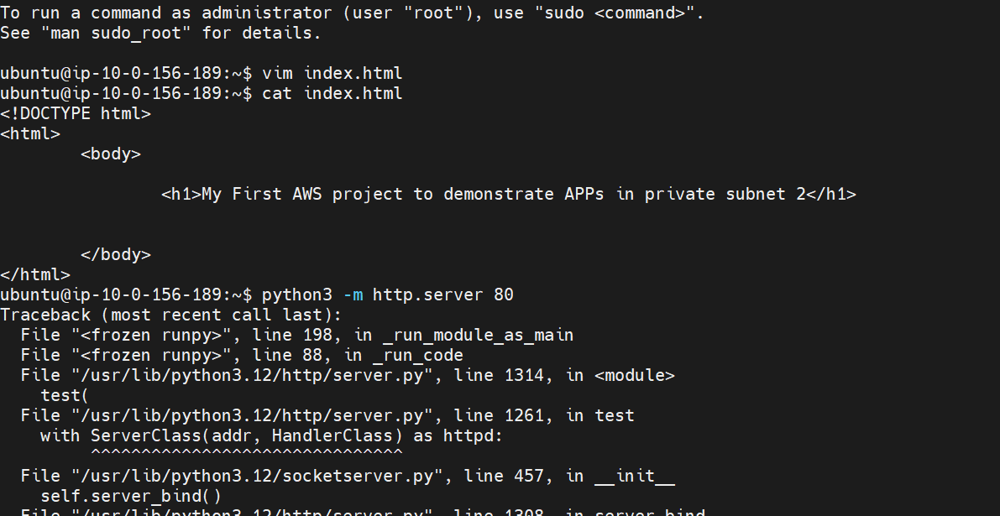 To run a command as administrator (user "root"), use "sudo <command>".
See "man sudo_root" for details.
ubuntu@ip-10-0-156-189:~$ vim index.html
ubuntu@ip-10-0-156-189:~$ cat index.html
<!DOCTYPE html>
<html>
<body>
<h1>My First AWS project to demonstrate APPs in private subnet 2</h1>
</body>
</html>
ubuntu@ip-10-0-156-189:~$ python3 -m http.server 80
Traceback (most recent call last):
File "<frozen runpy>", line 198, in _run_module_as_main
File "<frozen runpy>", line 88, in _run_code
File "/usr/lib/python3.12/http/server.py", line 1314, in <module>
test(
File "/usr/lib/python3.12/http/server.py", line 1261, in test
with ServerClass(addr, HandlerClass) as httpd:
^^^^^^^^^^^^^^^^^^^^^^^^^^^^^^^
File "/usr/lib/python3.12/socketserver.py", line 457, in __init__
self.server_bind()
File "/usr/lib/python3.12/http/server.py", line 1308, in server_bind